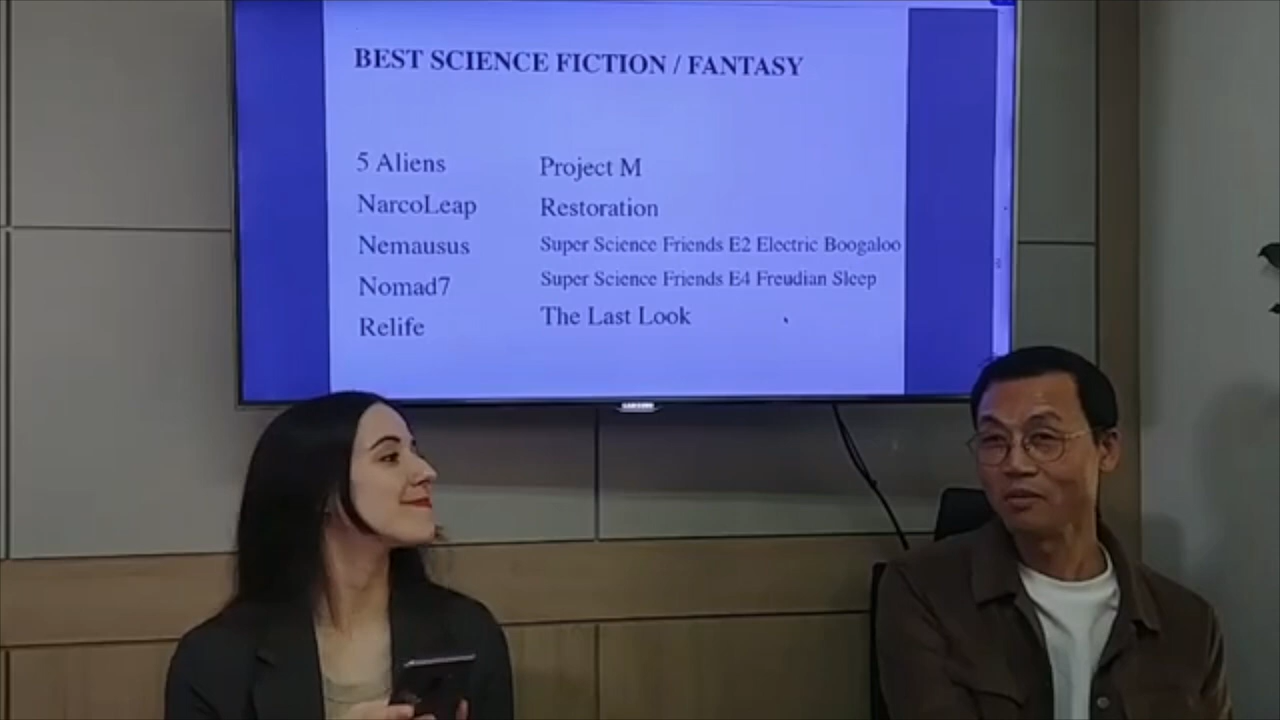 BEST SCIENCE FICTION / FANTASY
5 Aliens
NarcoLeap
Nemausus
Nomad7
Relife
Project M
Restoration
Super Science Friends E2 Electric Boogaloo
Super Science Friends E4 Freudian Sleep
The Last Look
SAMSUNG